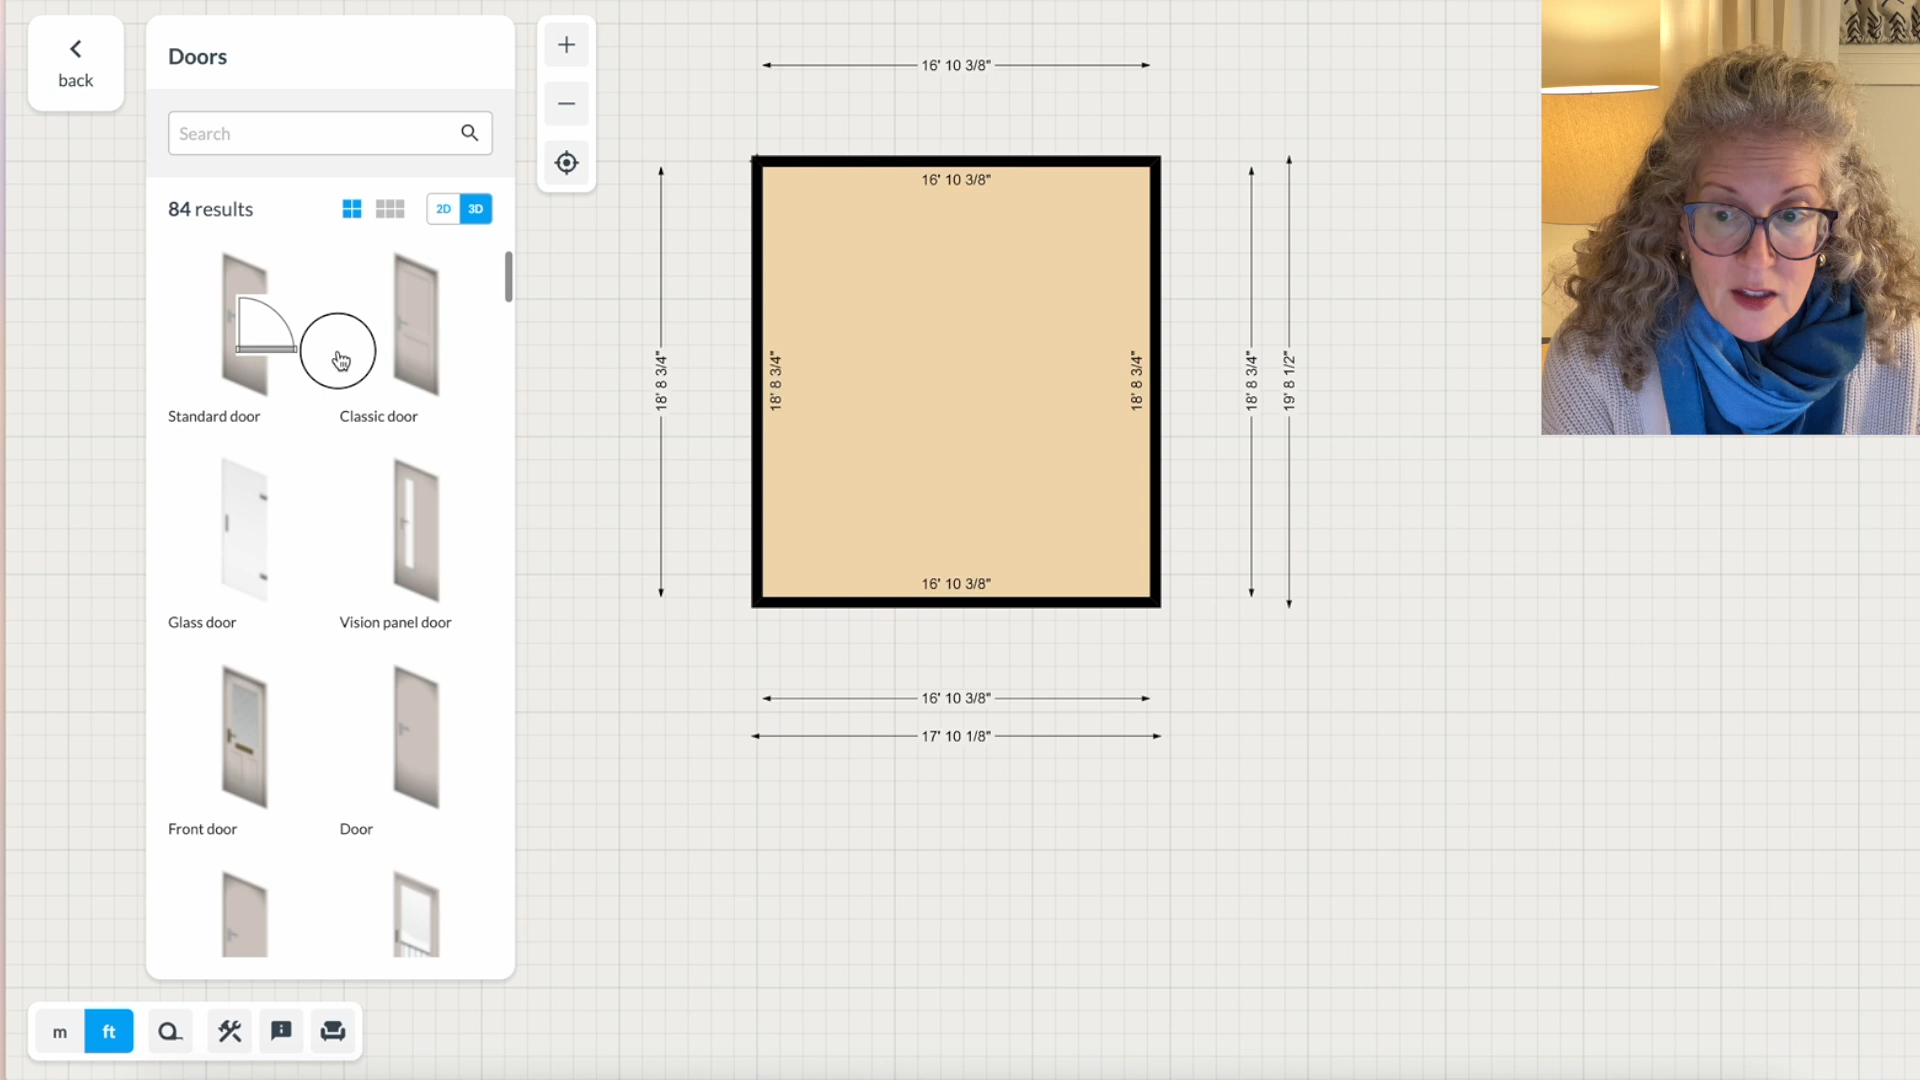 back
Doors
Search
84 results
2D
3D
Standard door
Classic door
Glass door
Vision panel door
Front door
Door
m
ft
16' 10 3/8"
16' 10 3/8"
18' 8 3/4"
18' 8 3/4"
18' 8 3/4"
18' 8 3/4"
19' 8 1/2"
16' 10 3/8"
16' 10 3/8"
17' 10 1/8"